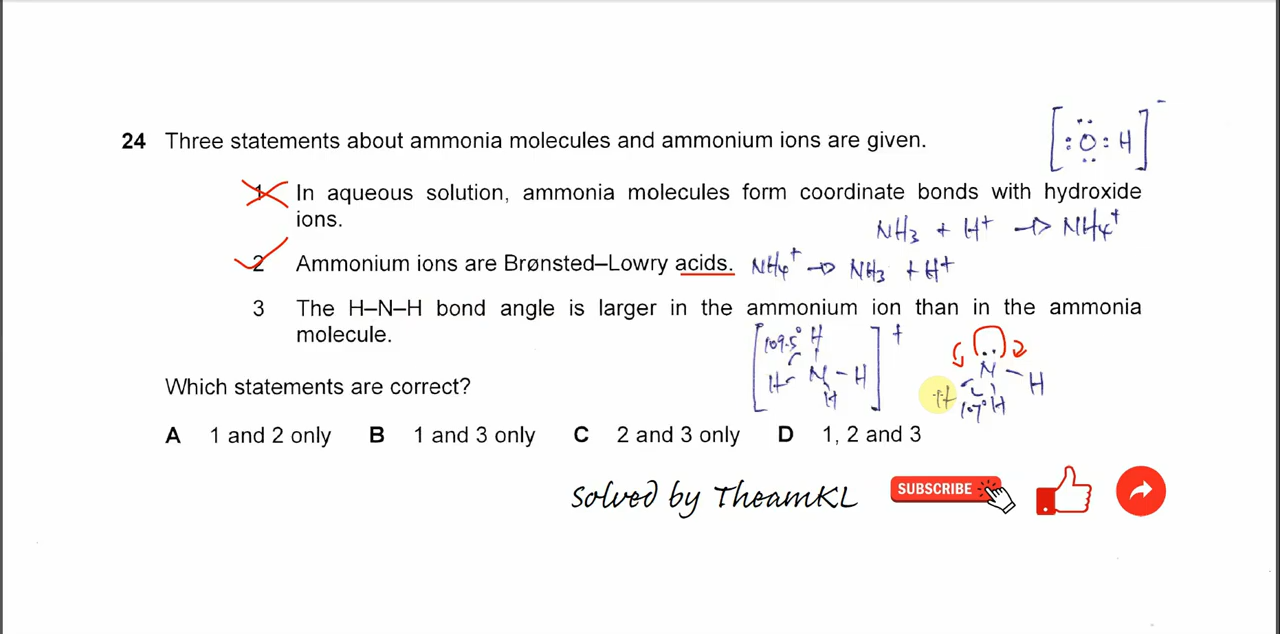 [:Ö:H]⁻
24 Three statements about ammonia molecules and ammonium ions are given.
1 In aqueous solution, ammonia molecules form coordinate bonds with hydroxide
ions.
NH₃ + H⁺ → NH₄⁺
2 Ammonium ions are Brønsted–Lowry acids. NH₄⁺ → NH₃ + H⁺
3 The H–N–H bond angle is larger in the ammonium ion than in the ammonia
molecule.
109.5° H +
H N – H
H
N – H
H 107° H
Which statements are correct?
A 1 and 2 only B 1 and 3 only C 2 and 3 only D 1, 2 and 3
Solved by TheamKL
SUBSCRIBE